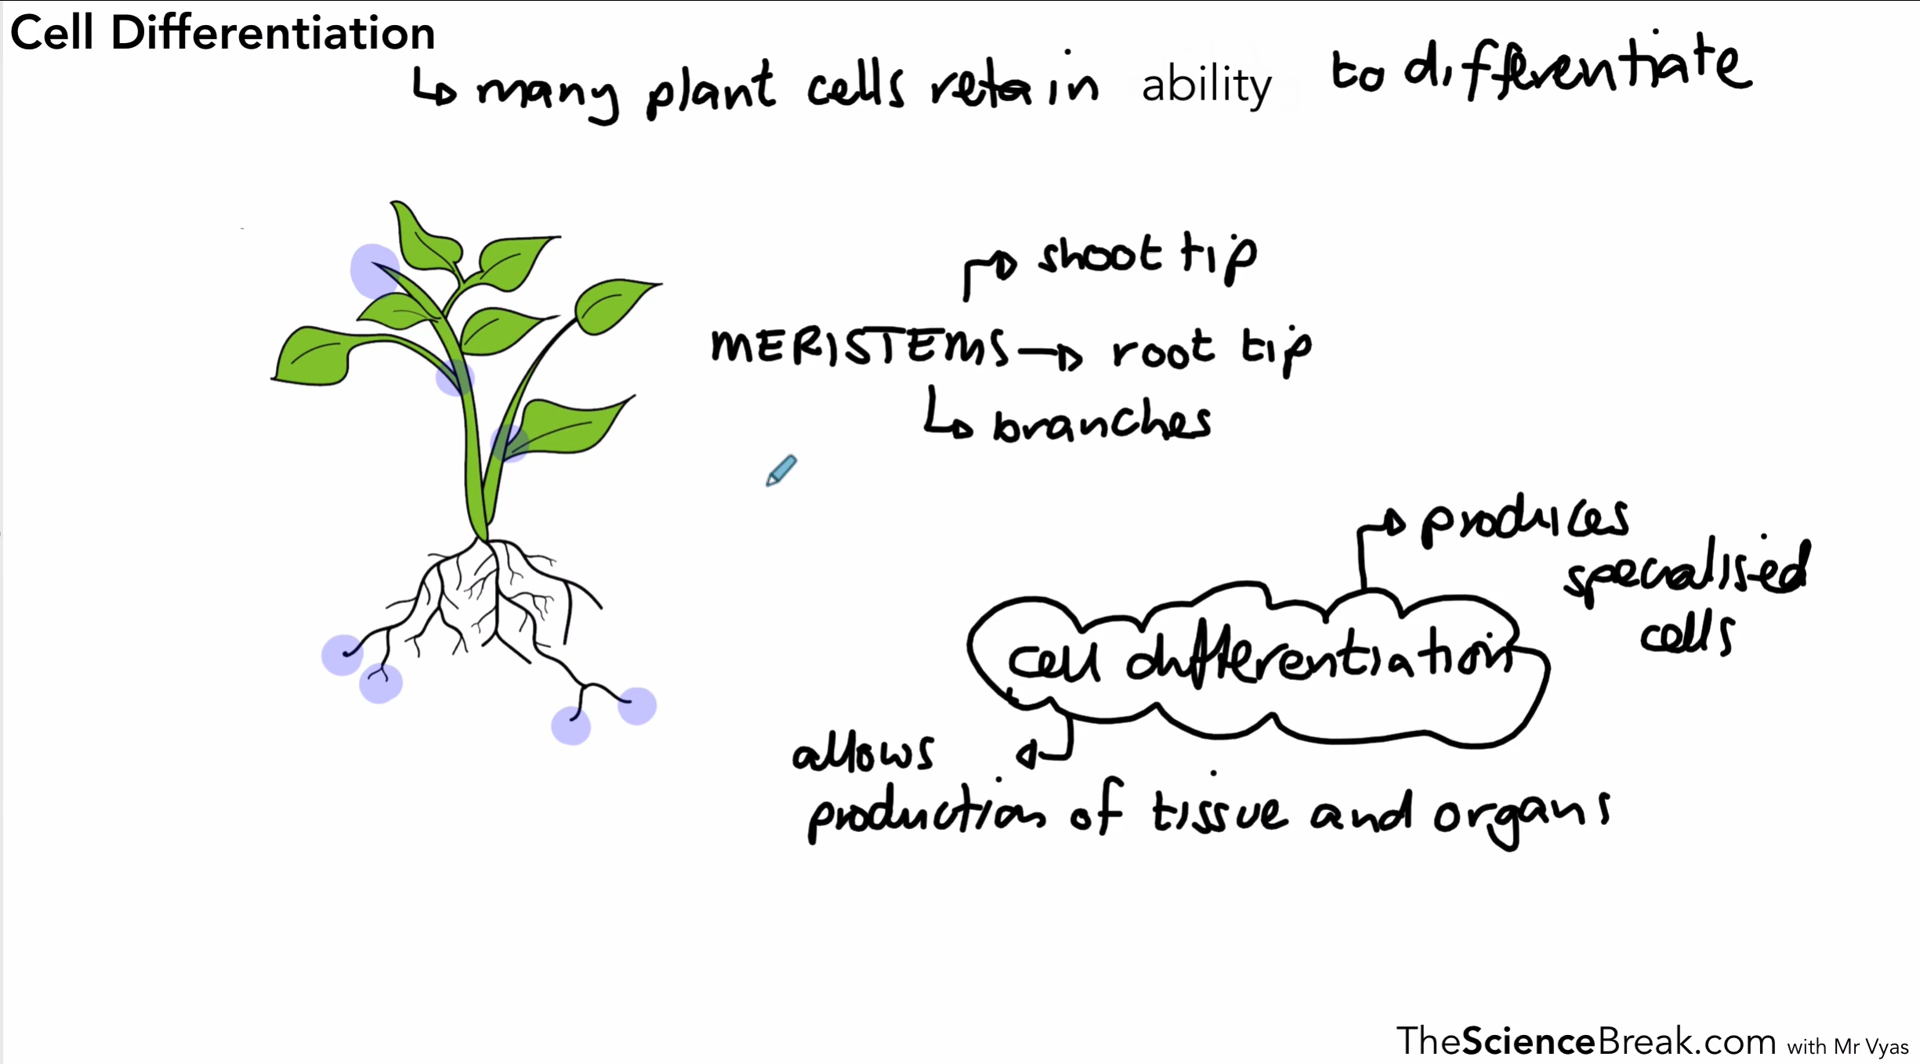 Cell Differentiation
↳ many plant cells retain ability to differentiate
shoot tip
MERISTEMS → root tip
branches
produces
specialised
cells
cell differentiation
allows
production of tissue and organs
TheScienceBreak.com with Mr Vyas